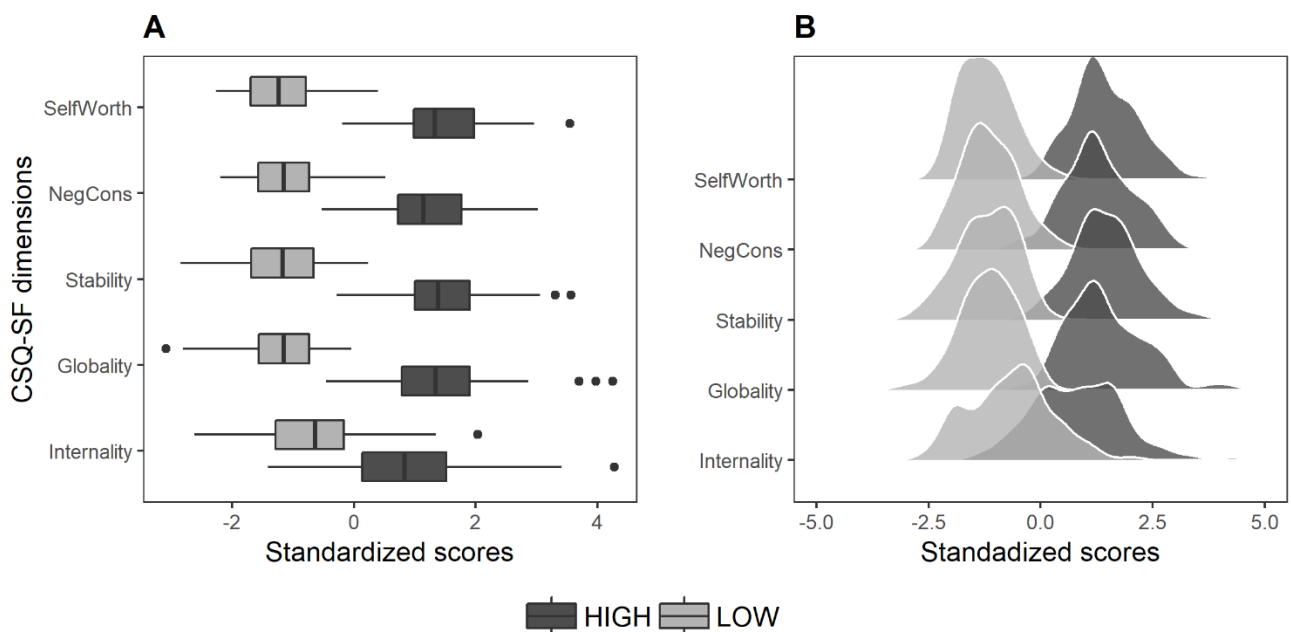 A
B
SelfWorth
NegCons
Stability
Globality
Internality
CSQ-SF dimensions
-2
0
2
4
Standardized scores
SelfWorth
NegCons
Stability
Globality
Internality
-5.0
-2.5
0.0
2.5
5.0
Standadized scores
HIGH
LOW